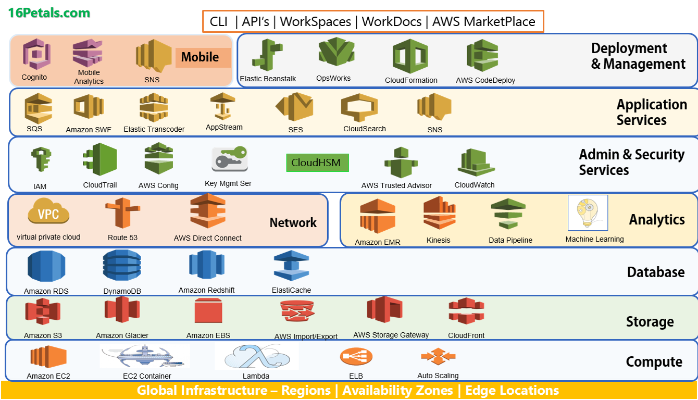 16Petals.com
CLI | API's | WorkSpaces | WorkDocs | AWS MarketPlace
Cognito
Mobile
Analytics
SNS
Mobile
Elastic Beanstalk
OpsWorks
CloudFormation
AWS CodeDeploy
Deployment
& Management
SQS
Amazon SWF
Elastic Transcoder
AppStream
SES
CloudSearch
SNS
Application
Services
IAM
CloudTrail
AWS Config
Key Mgmt Ser
CloudHSM
AWS Trusted Advisor
CloudWatch
Admin & Security
Services
VPC
virtual private cloud
Route 53
AWS Direct Connect
Network
Amazon EMR
Kinesis
Data Pipeline
Machine Learning
Analytics
Amazon RDS
DynamoDB
Amazon Redshift
ElastiCache
Database
Amazon S3
Amazon Glacier
Amazon EBS
AWS Import/Export
AWS Storage Gateway
CloudFront
Storage
Amazon EC2
EC2 Container
Lambda
ELB
Auto Scaling
Compute
Global Infrastructure – Regions | Availability Zones | Edge Locations